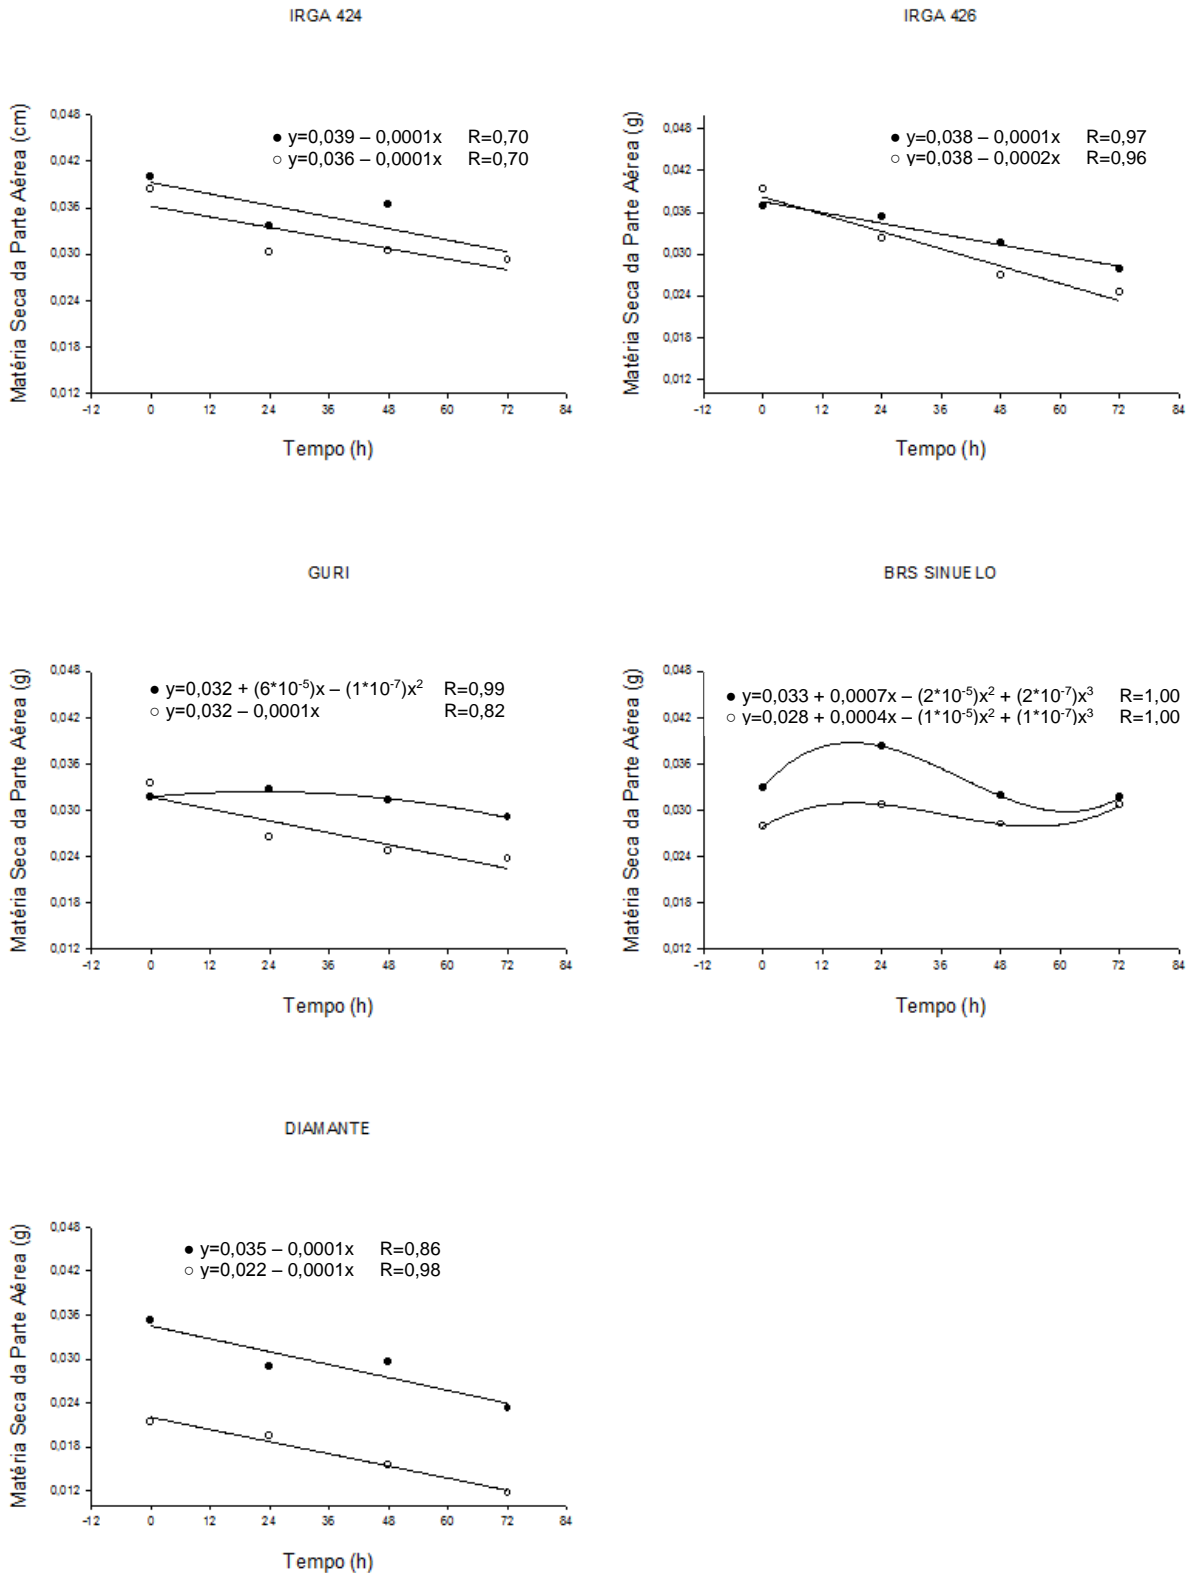 IRGA 424
Matéria Seca da Parte Aérea (cm)
0,048
0,042
0,036
0,030
0,024
0,018
0,012
● y=0,039 – 0,0001x R=0,70
○ y=0,036 – 0,0001x R=0,70
-12 0 12 24 36 48 60 72 84
Tempo (h)
IRGA 426
Matéria Seca da Parte Aérea (g)
0,048
0,042
0,036
0,030
0,024
0,018
0,012
● y=0,038 – 0,0001x R=0,97
○ y=0,038 – 0,0002x R=0,96
-12 0 12 24 36 48 60 72 84
Tempo (h)
GURI
Matéria Seca da Parte Aérea (g)
0,048
0,042
0,036
0,030
0,024
0,018
0,012
● y=0,032 + (6*10⁻⁵)x – (1*10⁻⁷)x² R=0,99
○ y=0,032 – 0,0001x R=0,82
-12 0 12 24 36 48 60 72 84
Tempo (h)
BRS SINUELO
Matéria Seca da Parte Aérea (g)
0,048
0,042
0,036
0,030
0,024
0,018
0,012
● y=0,033 + 0,0007x – (2*10⁻⁵)x² + (2*10⁻⁷)x³ R=1,00
○ y=0,028 + 0,0004x – (1*10⁻⁵)x² + (1*10⁻⁷)x³ R=1,00
-12 0 12 24 36 48 60 72 84
Tempo (h)
DIAMANTE
Matéria Seca da Parte Aérea (g)
0,048
0,042
0,036
0,030
0,024
0,018
0,012
● y=0,035 – 0,0001x R=0,86
○ y=0,022 – 0,0001x R=0,98
-12 0 12 24 36 48 60 72 84
Tempo (h)